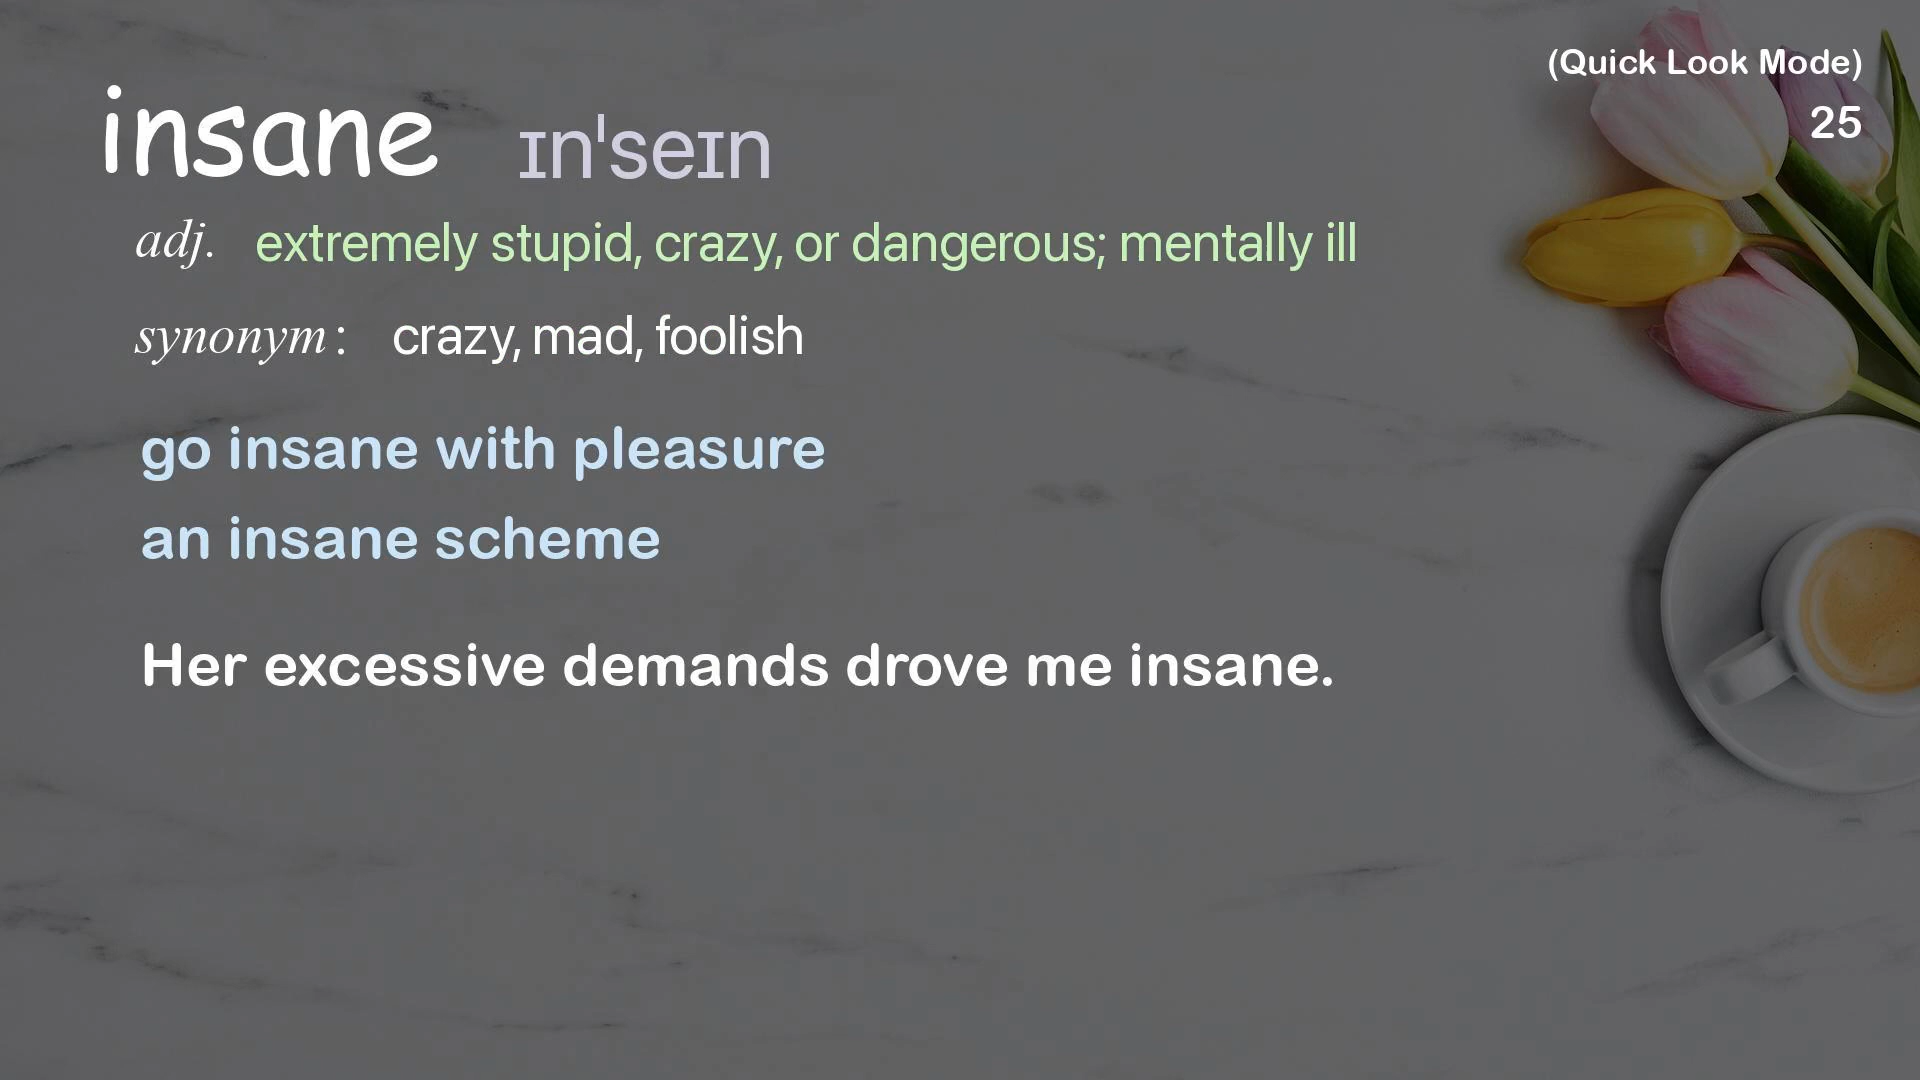 (Quick Look Mode)
25
insane ɪnˈseɪn
adj. extremely stupid, crazy, or dangerous; mentally ill
synonym: crazy, mad, foolish
go insane with pleasure
an insane scheme
Her excessive demands drove me insane.